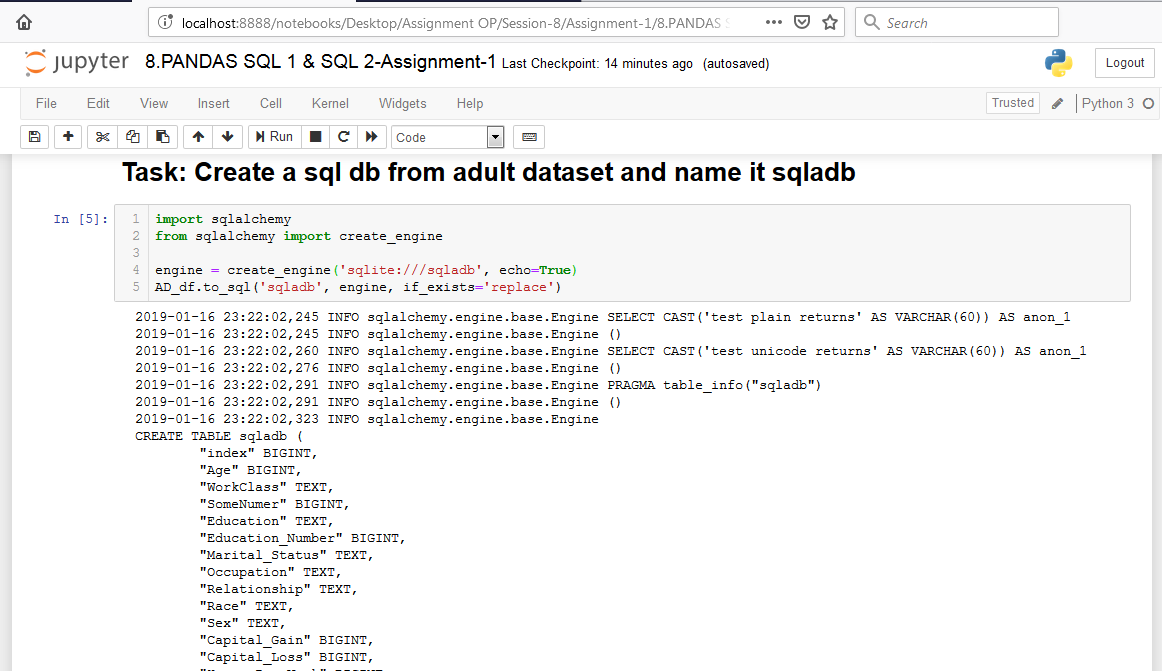 localhost:8888/notebooks/Desktop/Assignment OP/Session-8/Assignment-1/8.PANDAS S
Search
jupyter 8.PANDAS SQL 1 & SQL 2-Assignment-1 Last Checkpoint: 14 minutes ago (autosaved)
Logout
File Edit View Insert Cell Kernel Widgets Help
Trusted Python 3
Run Code
Task: Create a sql db from adult dataset and name it sqladb
In [5]:
1 import sqlalchemy
2 from sqlalchemy import create_engine
3
4 engine = create_engine('sqlite:///sqladb', echo=True)
5 AD_df.to_sql('sqladb', engine, if_exists='replace')
2019-01-16 23:22:02,245 INFO sqlalchemy.engine.base.Engine SELECT CAST('test plain returns' AS VARCHAR(60)) AS anon_1
2019-01-16 23:22:02,245 INFO sqlalchemy.engine.base.Engine ()
2019-01-16 23:22:02,260 INFO sqlalchemy.engine.base.Engine SELECT CAST('test unicode returns' AS VARCHAR(60)) AS anon_1
2019-01-16 23:22:02,276 INFO sqlalchemy.engine.base.Engine ()
2019-01-16 23:22:02,291 INFO sqlalchemy.engine.base.Engine PRAGMA table_info("sqladb")
2019-01-16 23:22:02,291 INFO sqlalchemy.engine.base.Engine ()
2019-01-16 23:22:02,323 INFO sqlalchemy.engine.base.Engine
CREATE TABLE sqladb (
"index" BIGINT,
"Age" BIGINT,
"WorkClass" TEXT,
"SomeNumer" BIGINT,
"Education" TEXT,
"Education_Number" BIGINT,
"Marital_Status" TEXT,
"Occupation" TEXT,
"Relationship" TEXT,
"Race" TEXT,
"Sex" TEXT,
"Capital_Gain" BIGINT,
"Capital_Loss" BIGINT,